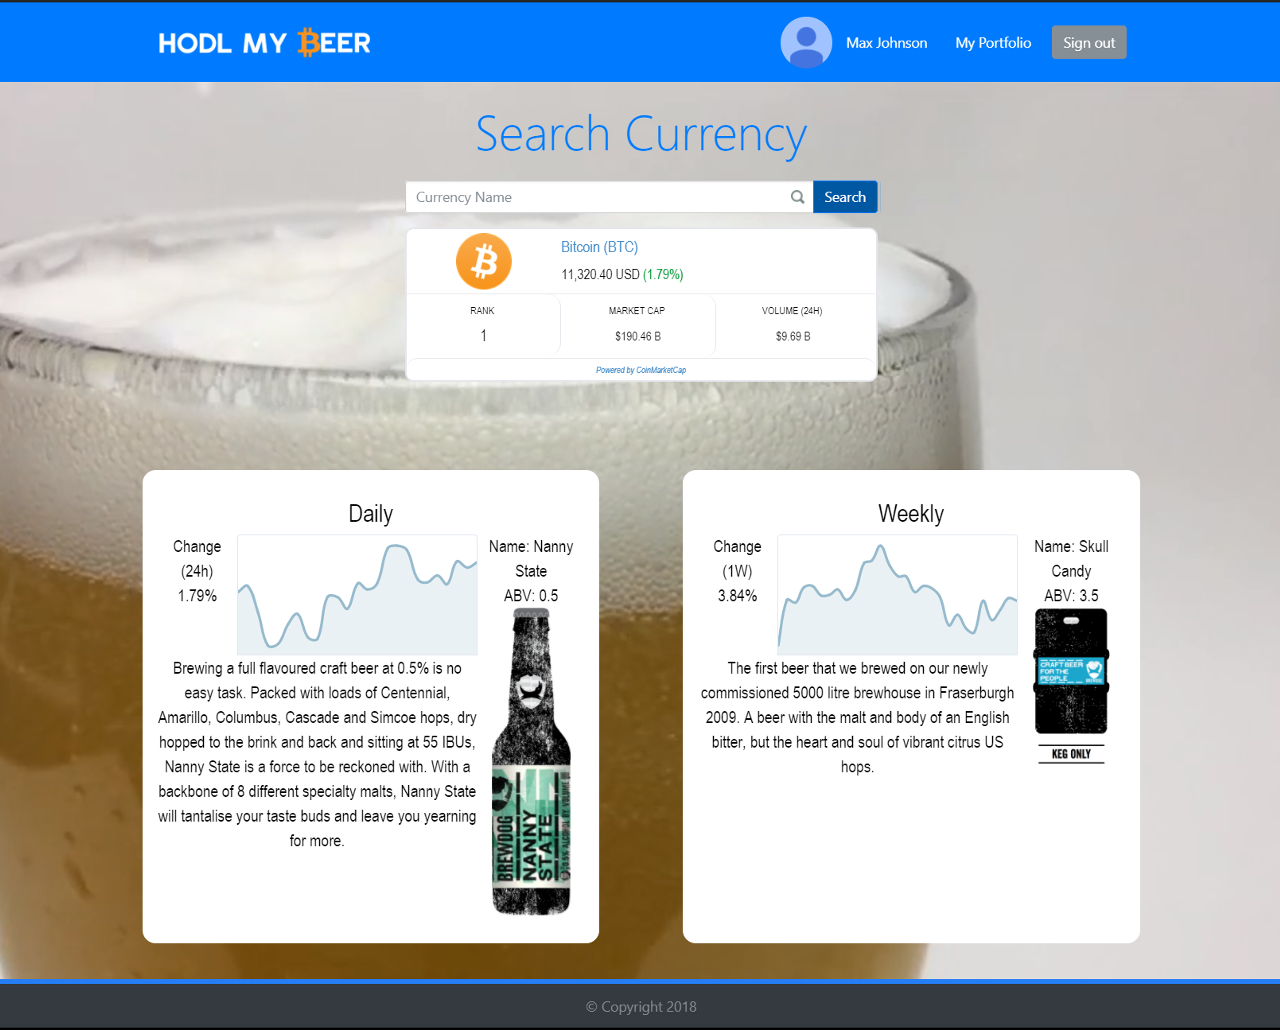 HODL MY BEER
Max Johnson
My Portfolio
Sign out
Search Currency
Currency Name
Search
Bitcoin (BTC)
11,320.40 USD (1.79%)
RANK
1
MARKET CAP
$190.46 B
VOLUME (24H)
$9.69 B
Powered by CoinMarketCap
Daily
Change
(24h)
1.79%
Name: Nanny
State
ABV: 0.5
BREWDOG
NANNY
STATE
0.5% ALCOHOL BY VOLUME
Brewing a full flavoured craft beer at 0.5% is no
easy task. Packed with loads of Centennial,
Amarillo, Columbus, Cascade and Simcoe hops, dry
hopped to the brink and back and sitting at 55 IBUs,
Nanny State is a force to be reckoned with. With a
backbone of 8 different specialty malts, Nanny State
will tantalise your taste buds and leave you yearning
for more.
Weekly
Change
(1W)
3.84%
Name: Skull
Candy
ABV: 3.5
CRAFT BEER
FOR THE
PEOPLE
BREWDOG
KEG ONLY
The first beer that we brewed on our newly
commissioned 5000 litre brewhouse in Fraserburgh
2009. A beer with the malt and body of an English
bitter, but the heart and soul of vibrant citrus US
hops.
© Copyright 2018